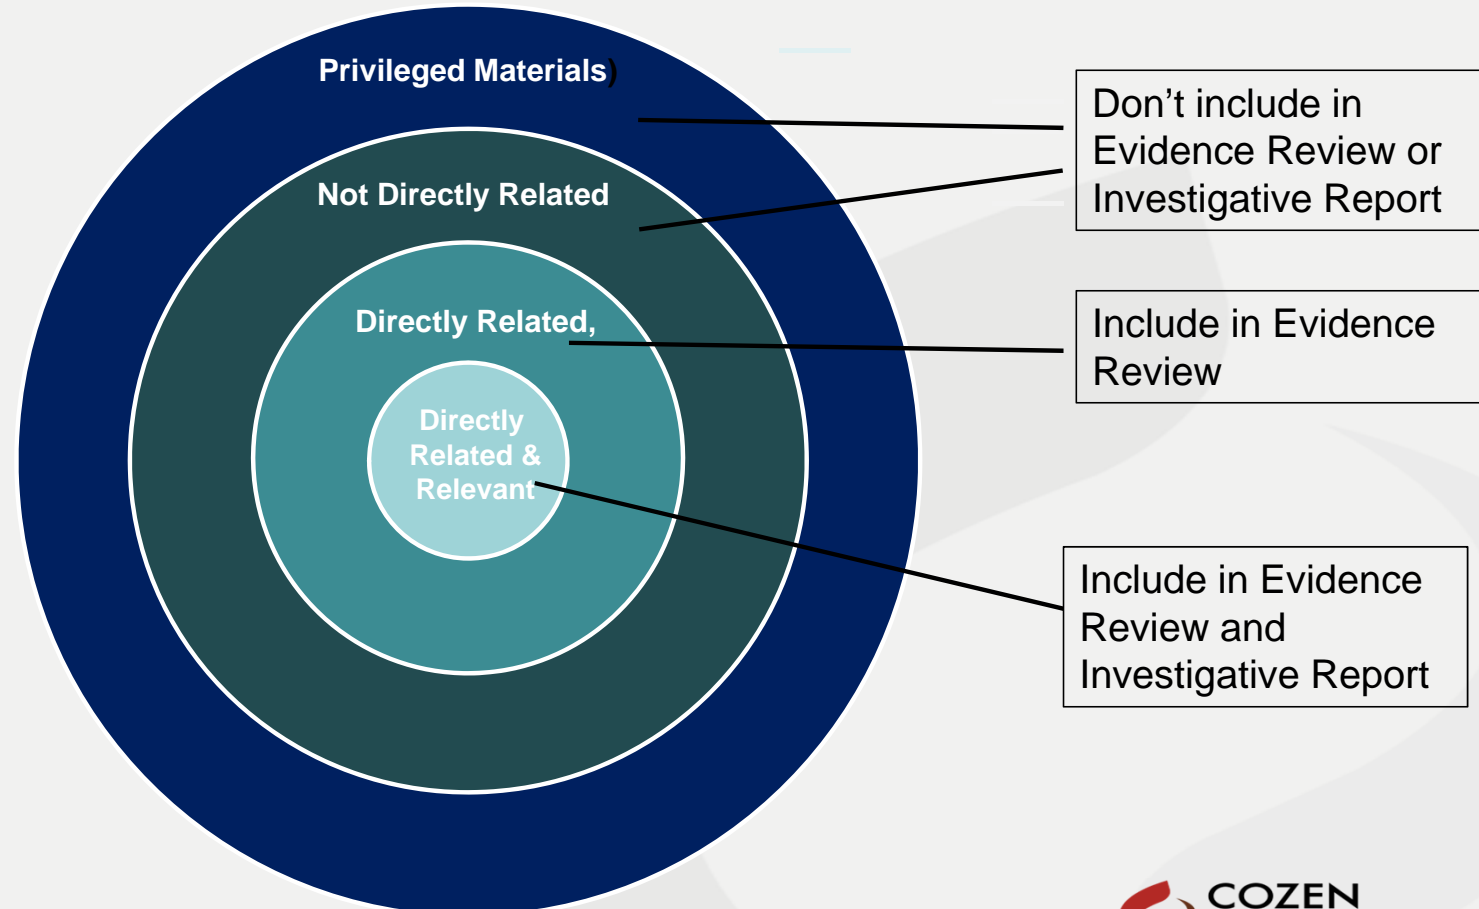 Privileged Materials)
Not Directly Related
Directly Related,
Directly
Related &
Relevant
Don’t include in
Evidence Review or
Investigative Report
Include in Evidence
Review
Include in Evidence
Review and
Investigative Report
COZEN